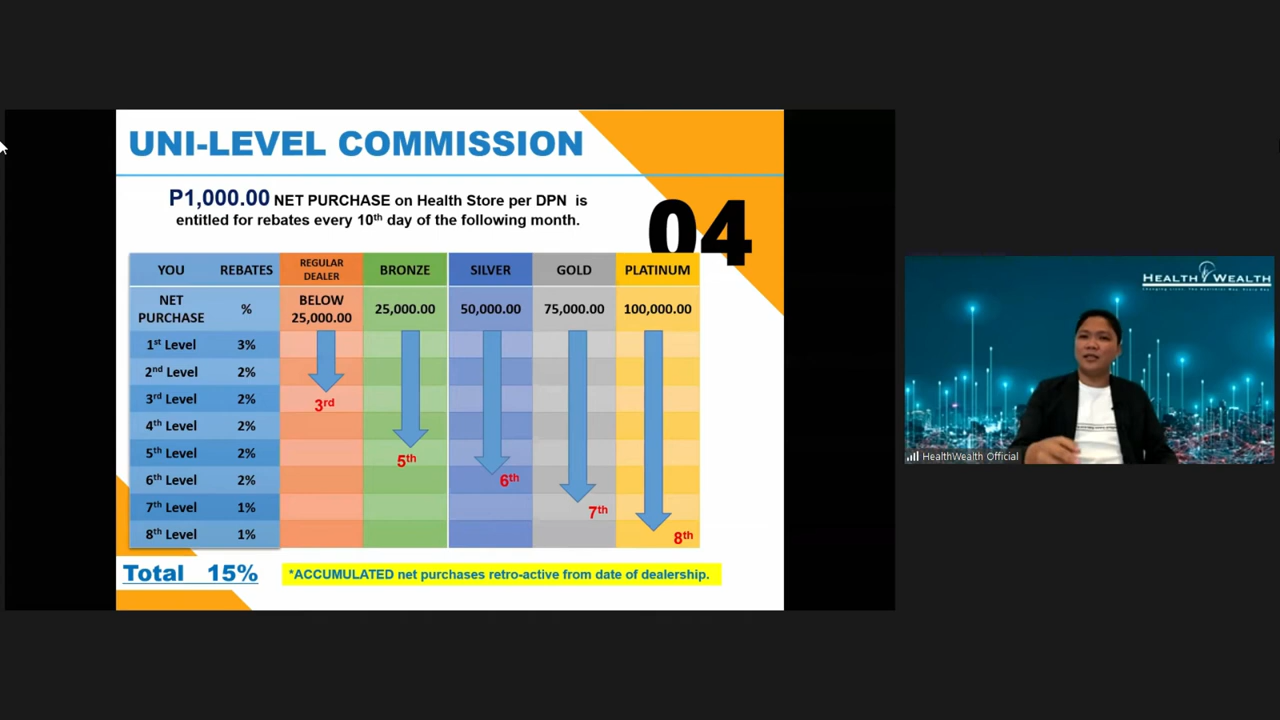 UNI-LEVEL COMMISSION
P1,000.00 NET PURCHASE on Health Store per DPN is
entitled for rebates every 10th day of the following month.
04
YOU REBATES REGULAR DEALER BRONZE SILVER GOLD PLATINUM
NET PURCHASE % BELOW 25,000.00 25,000.00 50,000.00 75,000.00 100,000.00
1st Level 3%
2nd Level 2%
3rd Level 2% 3rd
4th Level 2%
5th Level 2% 5th
6th Level 2% 6th
7th Level 1% 7th
8th Level 1% 8th
Total 15%
*ACCUMULATED net purchases retro-active from date of dealership.
HEALTH WEALTH
HealthWealth Official